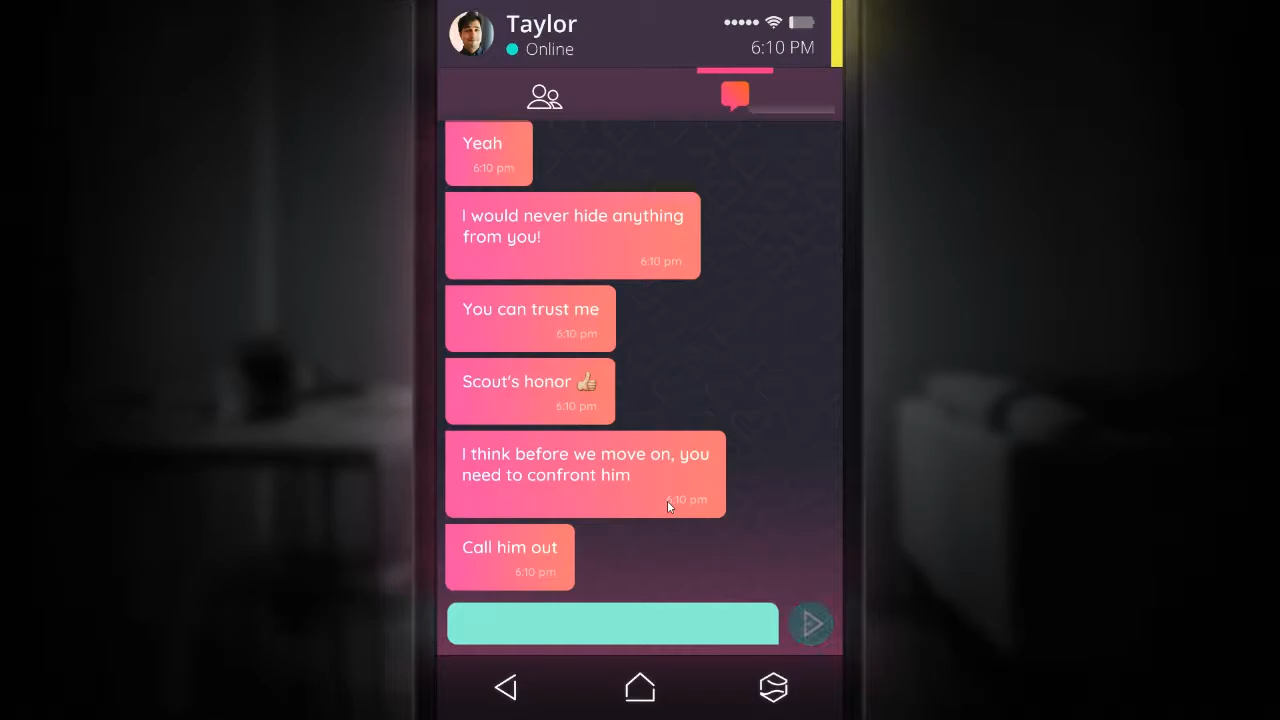 Taylor
Online
6:10 PM
Yeah
6:10 pm
I would never hide anything
from you!
6:10 pm
You can trust me
6:10 pm
Scout's honor 👍🏼
6:10 pm
I think before we move on, you
need to confront him
6:10 pm
Call him out
6:10 pm